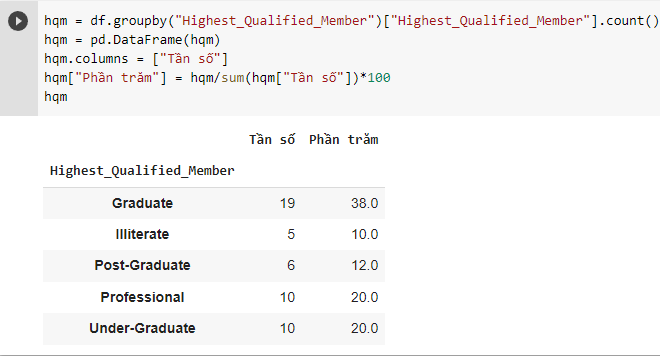 hqm = df.groupby("Highest_Qualified_Member")["Highest_Qualified_Member"].count()
hqm = pd.DataFrame(hqm)
hqm.columns = ["Tần số"]
hqm["Phần trăm"] = hqm/sum(hqm["Tần số"])*100
hqm
Tần số Phần trăm
Highest_Qualified_Member
Graduate 19 38.0
Illiterate 5 10.0
Post-Graduate 6 12.0
Professional 10 20.0
Under-Graduate 10 20.0